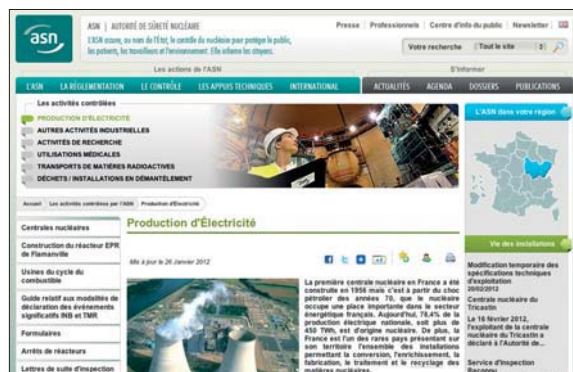 asn
ASN | AUTORITÉ DE SÛRETÉ NUCLÉAIRE
L'ASN assure, au nom de l'État, le contrôle du nucléaire pour protéger le public,
les patients, les travailleurs et l'environnement. Elle informe les citoyens.
Presse | Professionnels | Centre d'info du public | Newsletter
Votre recherche
Tout le site
Les actions de l'ASN
S'informer
L'ASN
LA RÉGLEMENTATION
LE CONTRÔLE
LES APPUIS TECHNIQUES
INTERNATIONAL
ACTUALITÉS
AGENDA
DOSSIERS
PUBLICATIONS
Les activités contrôlées
PRODUCTION D'ÉLECTRICITÉ
AUTRES ACTIVITÉS INDUSTRIELLES
ACTIVITÉS DE RECHERCHE
UTILISATIONS MÉDICALES
TRANSPORTS DE MATIÈRES RADIOACTIVES
DÉCHETS / INSTALLATIONS EN DÉMANTÈLEMENT
L'ASN dans votre région
Accueil
Les activités contrôlées par l'ASN
Production d'Électricité
Centrales nucléaires
Construction du réacteur EPR
de Flamanville
Usines du cycle du
combustible
Guide relatif aux modalités de
déclaration des événements
significatifs INB et TMR
Formulaires
Arrêts de réacteurs
Lettres de suite d'inspection
Production d'Électricité
Mis à jour le 26 Janvier 2012
La première centrale nucléaire en France a été
construite en 1956 mais c'est à partir du choc
pétrolier des années 70, que le nucléaire
occupe une place importante dans le secteur
énergétique français. Aujourd'hui, 78,4% de la
production électrique nationale, soit plus de
450 TWh, est d'origine nucléaire. De plus, la
France est l'un des rares pays présentant sur
son territoire l'ensemble des installations
permettant la conversion, l'enrichissement, la
fabrication, le traitement et le recyclage des
matières nucléaires.
Vie des installations
Modification temporaire des
spécifications techniques
d'exploitation
20/02/2012
Centrale nucléaire du
Tricastin
Le 16 février 2012,
l'exploitant de la centrale
nucléaire du Tricastin a
déclaré à l'Autorité de...
Service d'Inspection